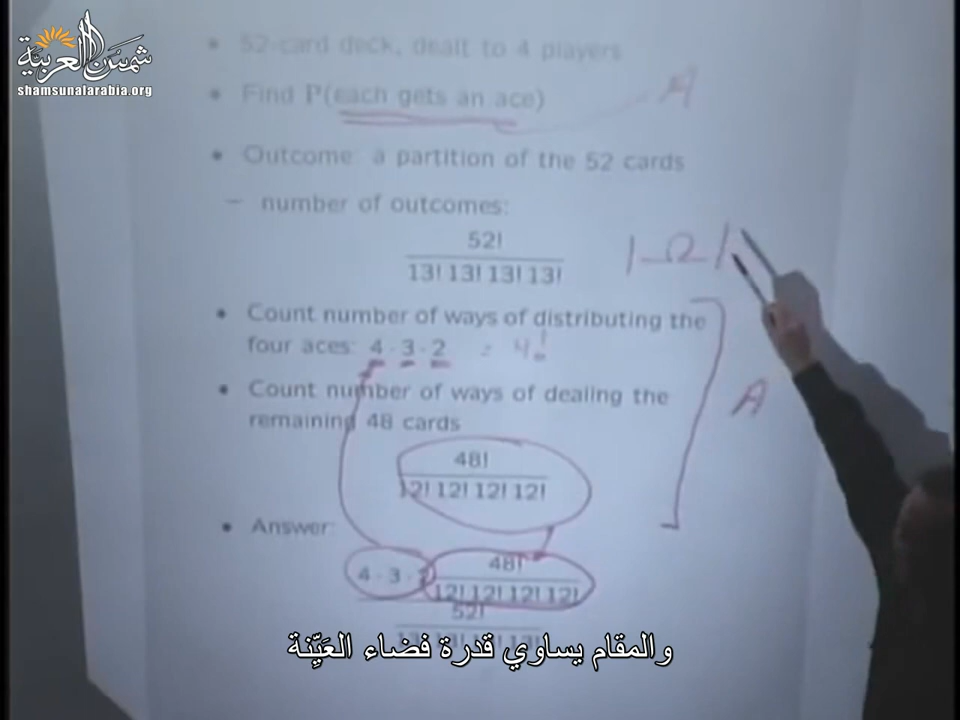 شمس العربية
shamsunalarabia.org
• 52-card deck, dealt to 4 players
• Find P(each gets an ace)
A
• Outcome: a partition of the 52 cards
– number of outcomes:
52!
13! 13! 13! 13!
|Ω|
• Count number of ways of distributing the
four aces: 4 · 3 · 2 = 4!
• Count number of ways of dealing the
remaining 48 cards
A
48!
12! 12! 12! 12!
• Answer:
4 · 3 · 2
48!
12! 12! 12! 12!
52!
والمقام يساوي قدرة فضاء العَيِّنة